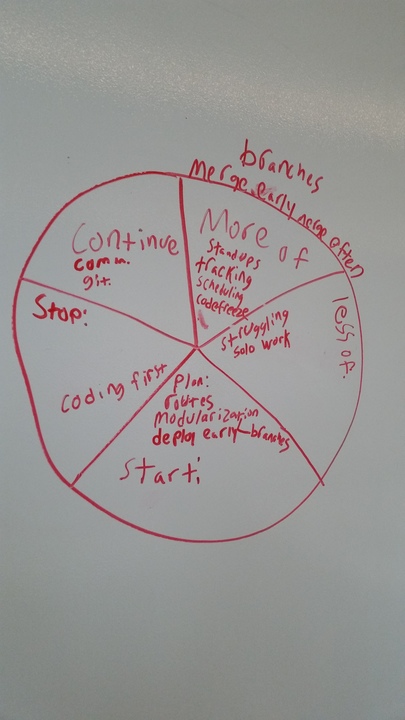 branches
Merge early merge often
More of
Standups
tracking
scheduling
codefreeze
Continue
comm.
git.
less of:
struggling
solo work
Stop:
coding first
Plan:
routes
Modularization
deploy early-branches
Start: